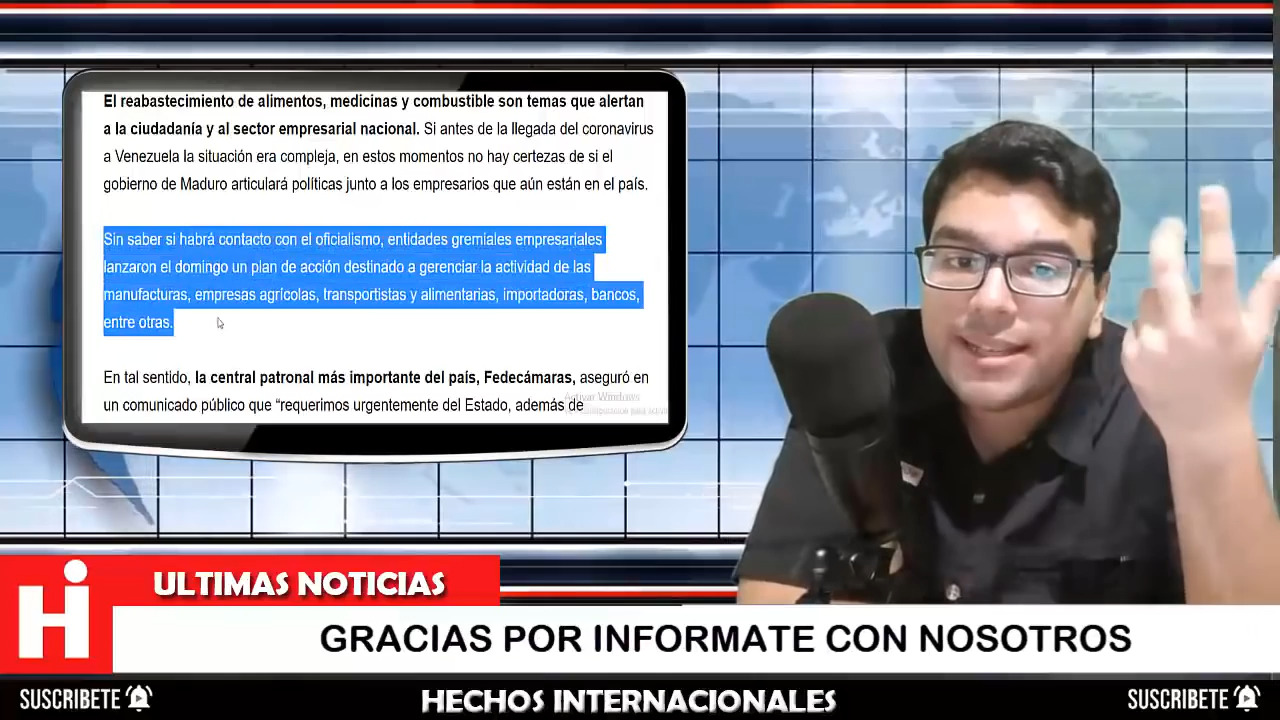 El reabastecimiento de alimentos, medicinas y combustible son temas que alertan
a la ciudadanía y al sector empresarial nacional. Si antes de la llegada del coronavirus
a Venezuela la situación era compleja, en estos momentos no hay certezas de si el
gobierno de Maduro articulará políticas junto a los empresarios que aún están en el país.
Sin saber si habrá contacto con el oficialismo, entidades gremiales empresariales
lanzaron el domingo un plan de acción destinado a gerenciar la actividad de las
manufacturas, empresas agrícolas, transportistas y alimentarias, importadoras, bancos,
entre otras.
En tal sentido, la central patronal más importante del país, Fedecámaras, aseguró en
un comunicado público que “requerimos urgentemente del Estado, además de
Activar Windows
Hi
ULTIMAS NOTICIAS
GRACIAS POR INFORMATE CON NOSOTROS
SUSCRIBETE
HECHOS INTERNACIONALES
SUSCRIBETE